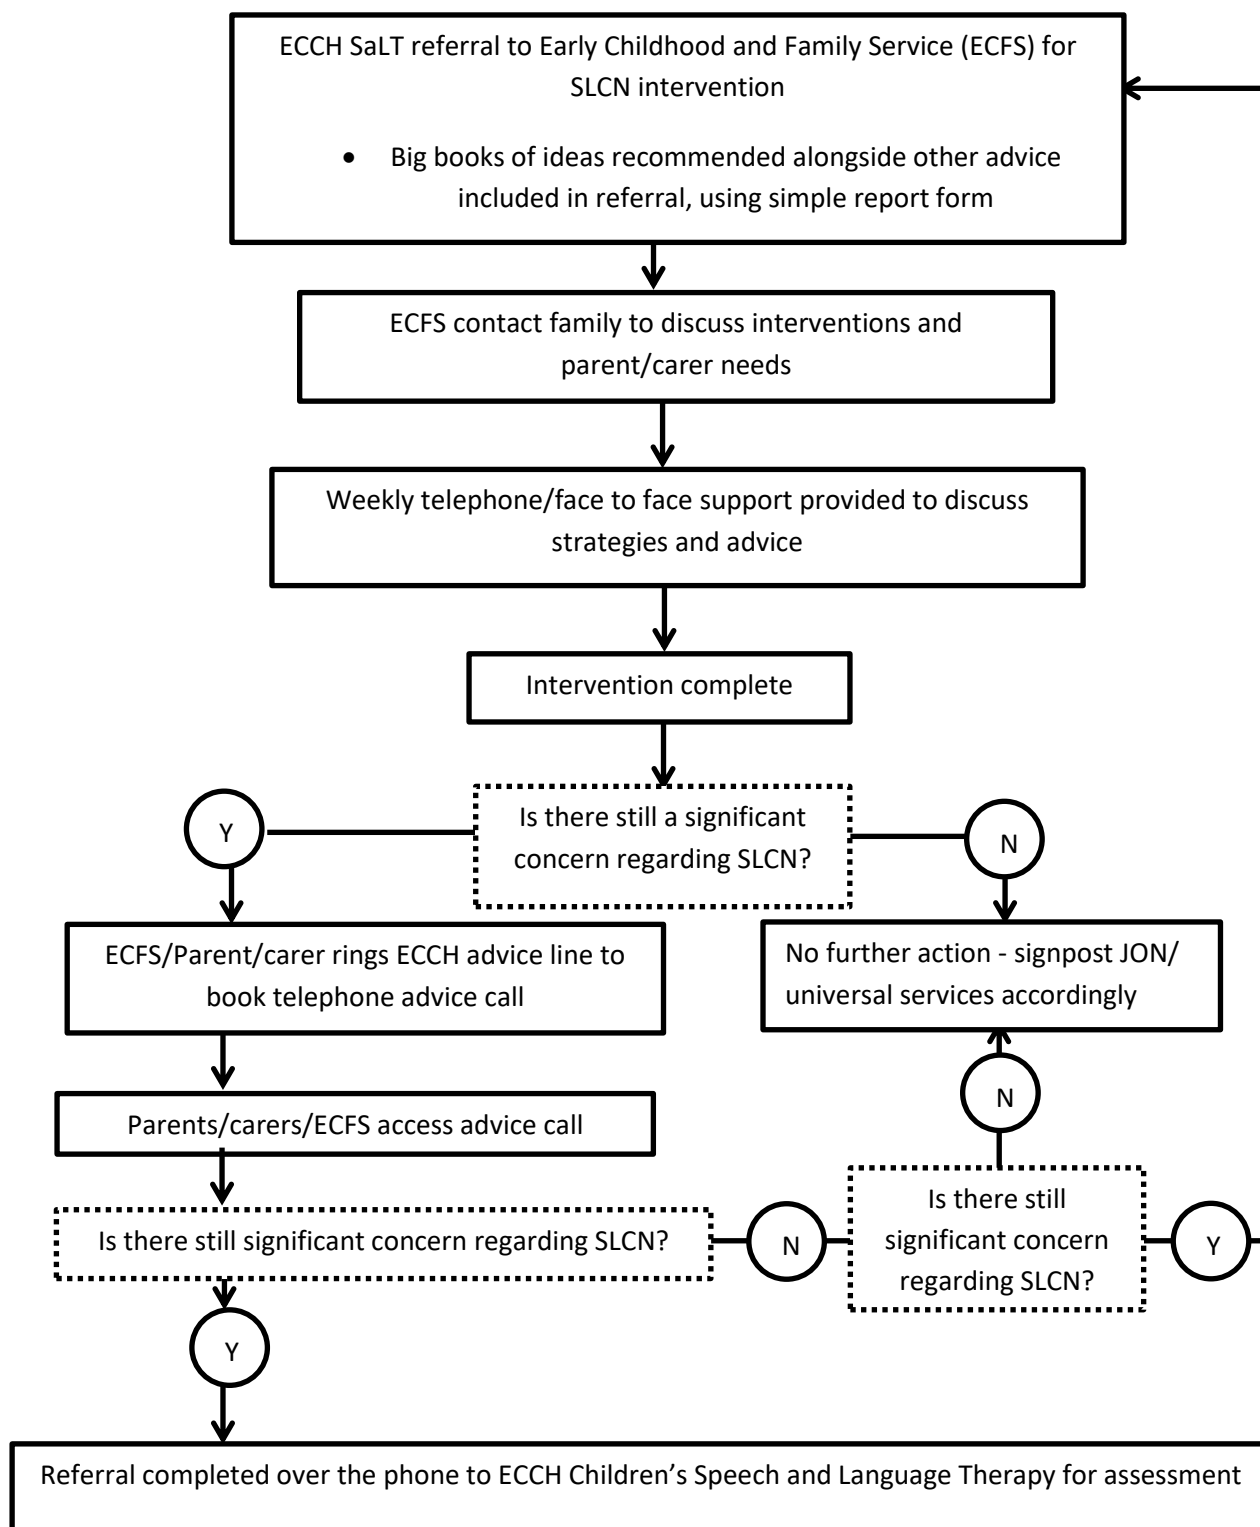 ECCH SaLT referral to Early Childhood and Family Service (ECFS) for
SLCN intervention
• Big books of ideas recommended alongside other advice
included in referral, using simple report form
ECFS contact family to discuss interventions and
parent/carer needs
Weekly telephone/face to face support provided to discuss
strategies and advice
Intervention complete
Is there still a significant
concern regarding SLCN?
Y
N
ECFS/Parent/carer rings ECCH advice line to
book telephone advice call
No further action - signpost JON/
universal services accordingly
N
Parents/carers/ECFS access advice call
Is there still significant concern regarding SLCN?
N
Is there still
significant concern
regarding SLCN?
Y
Y
Referral completed over the phone to ECCH Children’s Speech and Language Therapy for assessment